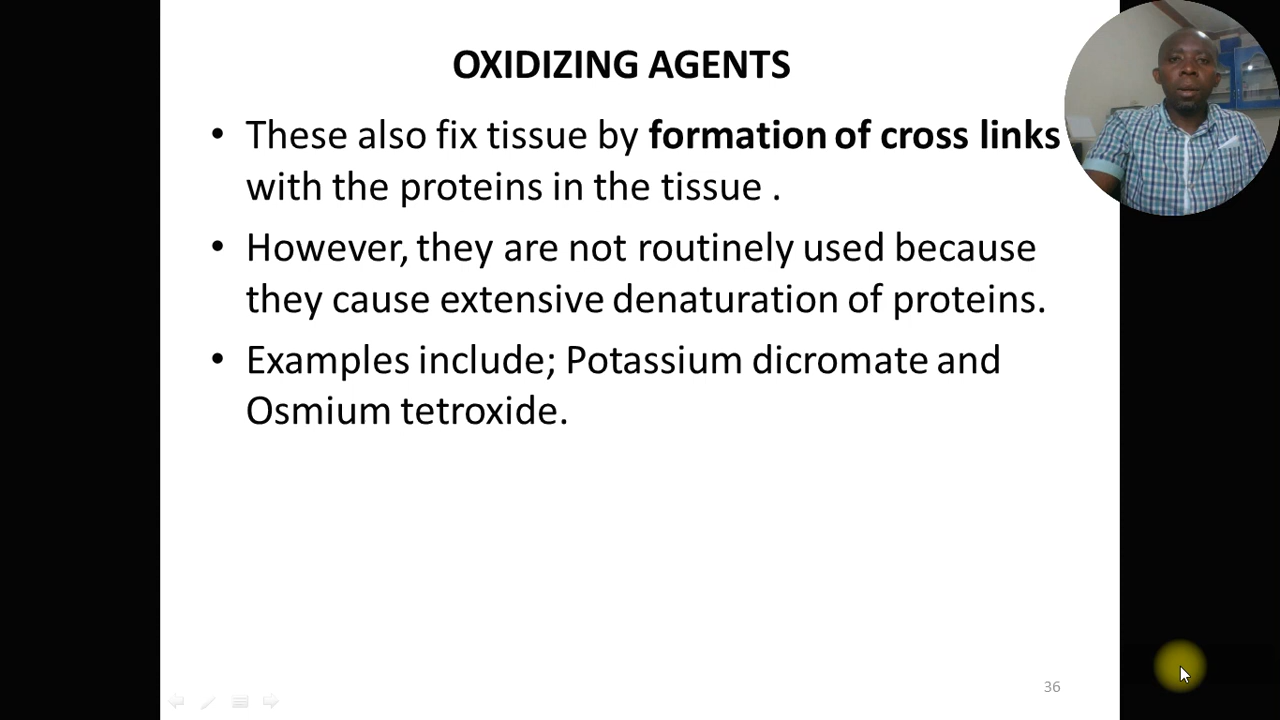 OXIDIZING AGENTS
• These also fix tissue by formation of cross links
with the proteins in the tissue .
• However, they are not routinely used because
they cause extensive denaturation of proteins.
• Examples include; Potassium dicromate and
Osmium tetroxide.
36